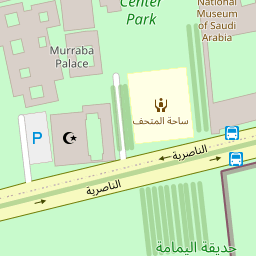 Center
Park
National
Museum
of Saudi
Arabia
Murraba
Palace
P
ساحة المتحف
الناصرية
الناصرية
حديقة اليمامة